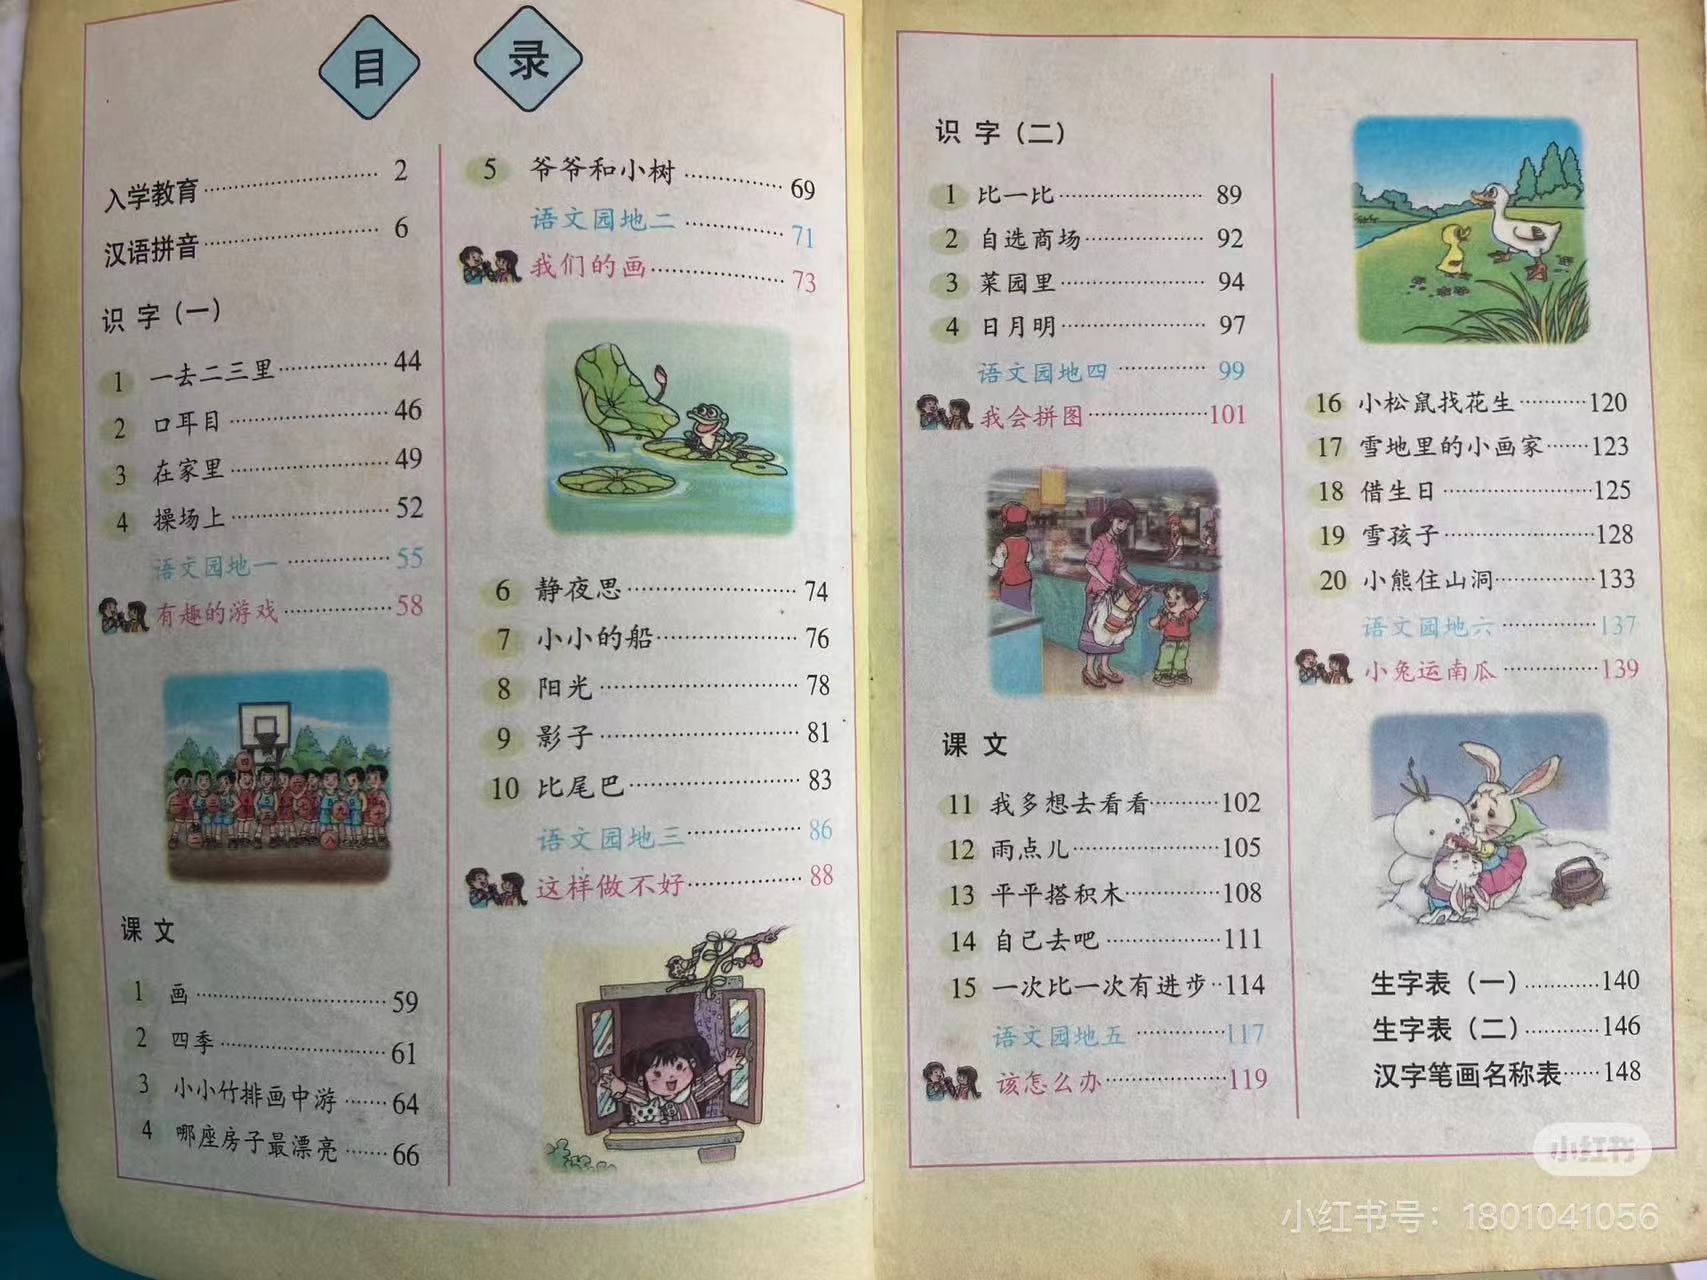 目 录
入学教育 2
汉语拼音 6
识 字（一）
1 一去二三里 44
2 口耳目 46
3 在家里 49
4 操场上 52
语文园地一 55
有趣的游戏 58
课 文
1 画 59
2 四季 61
3 小小竹排画中游 64
4 哪座房子最漂亮 66
5 爷爷和小树 69
语文园地二 71
我们的画 73
6 静夜思 74
7 小小的船 76
8 阳光 78
9 影子 81
10 比尾巴 83
语文园地三 86
这样做不好 88
识 字（二）
1 比一比 89
2 自选商场 92
3 菜园里 94
4 日月明 97
语文园地四 99
我会拼图 101
课 文
11 我多想去看看 102
12 雨点儿 105
13 平平搭积木 108
14 自己去吧 111
15 一次比一次有进步 114
语文园地五 117
该怎么办 119
16 小松鼠找花生 120
17 雪地里的小画家 123
18 借生日 125
19 雪孩子 128
20 小熊住山洞 133
语文园地六 137
小兔运南瓜 139
生字表（一） 140
生字表（二） 146
汉字笔画名称表 148
小红书
小红书号：1801041056